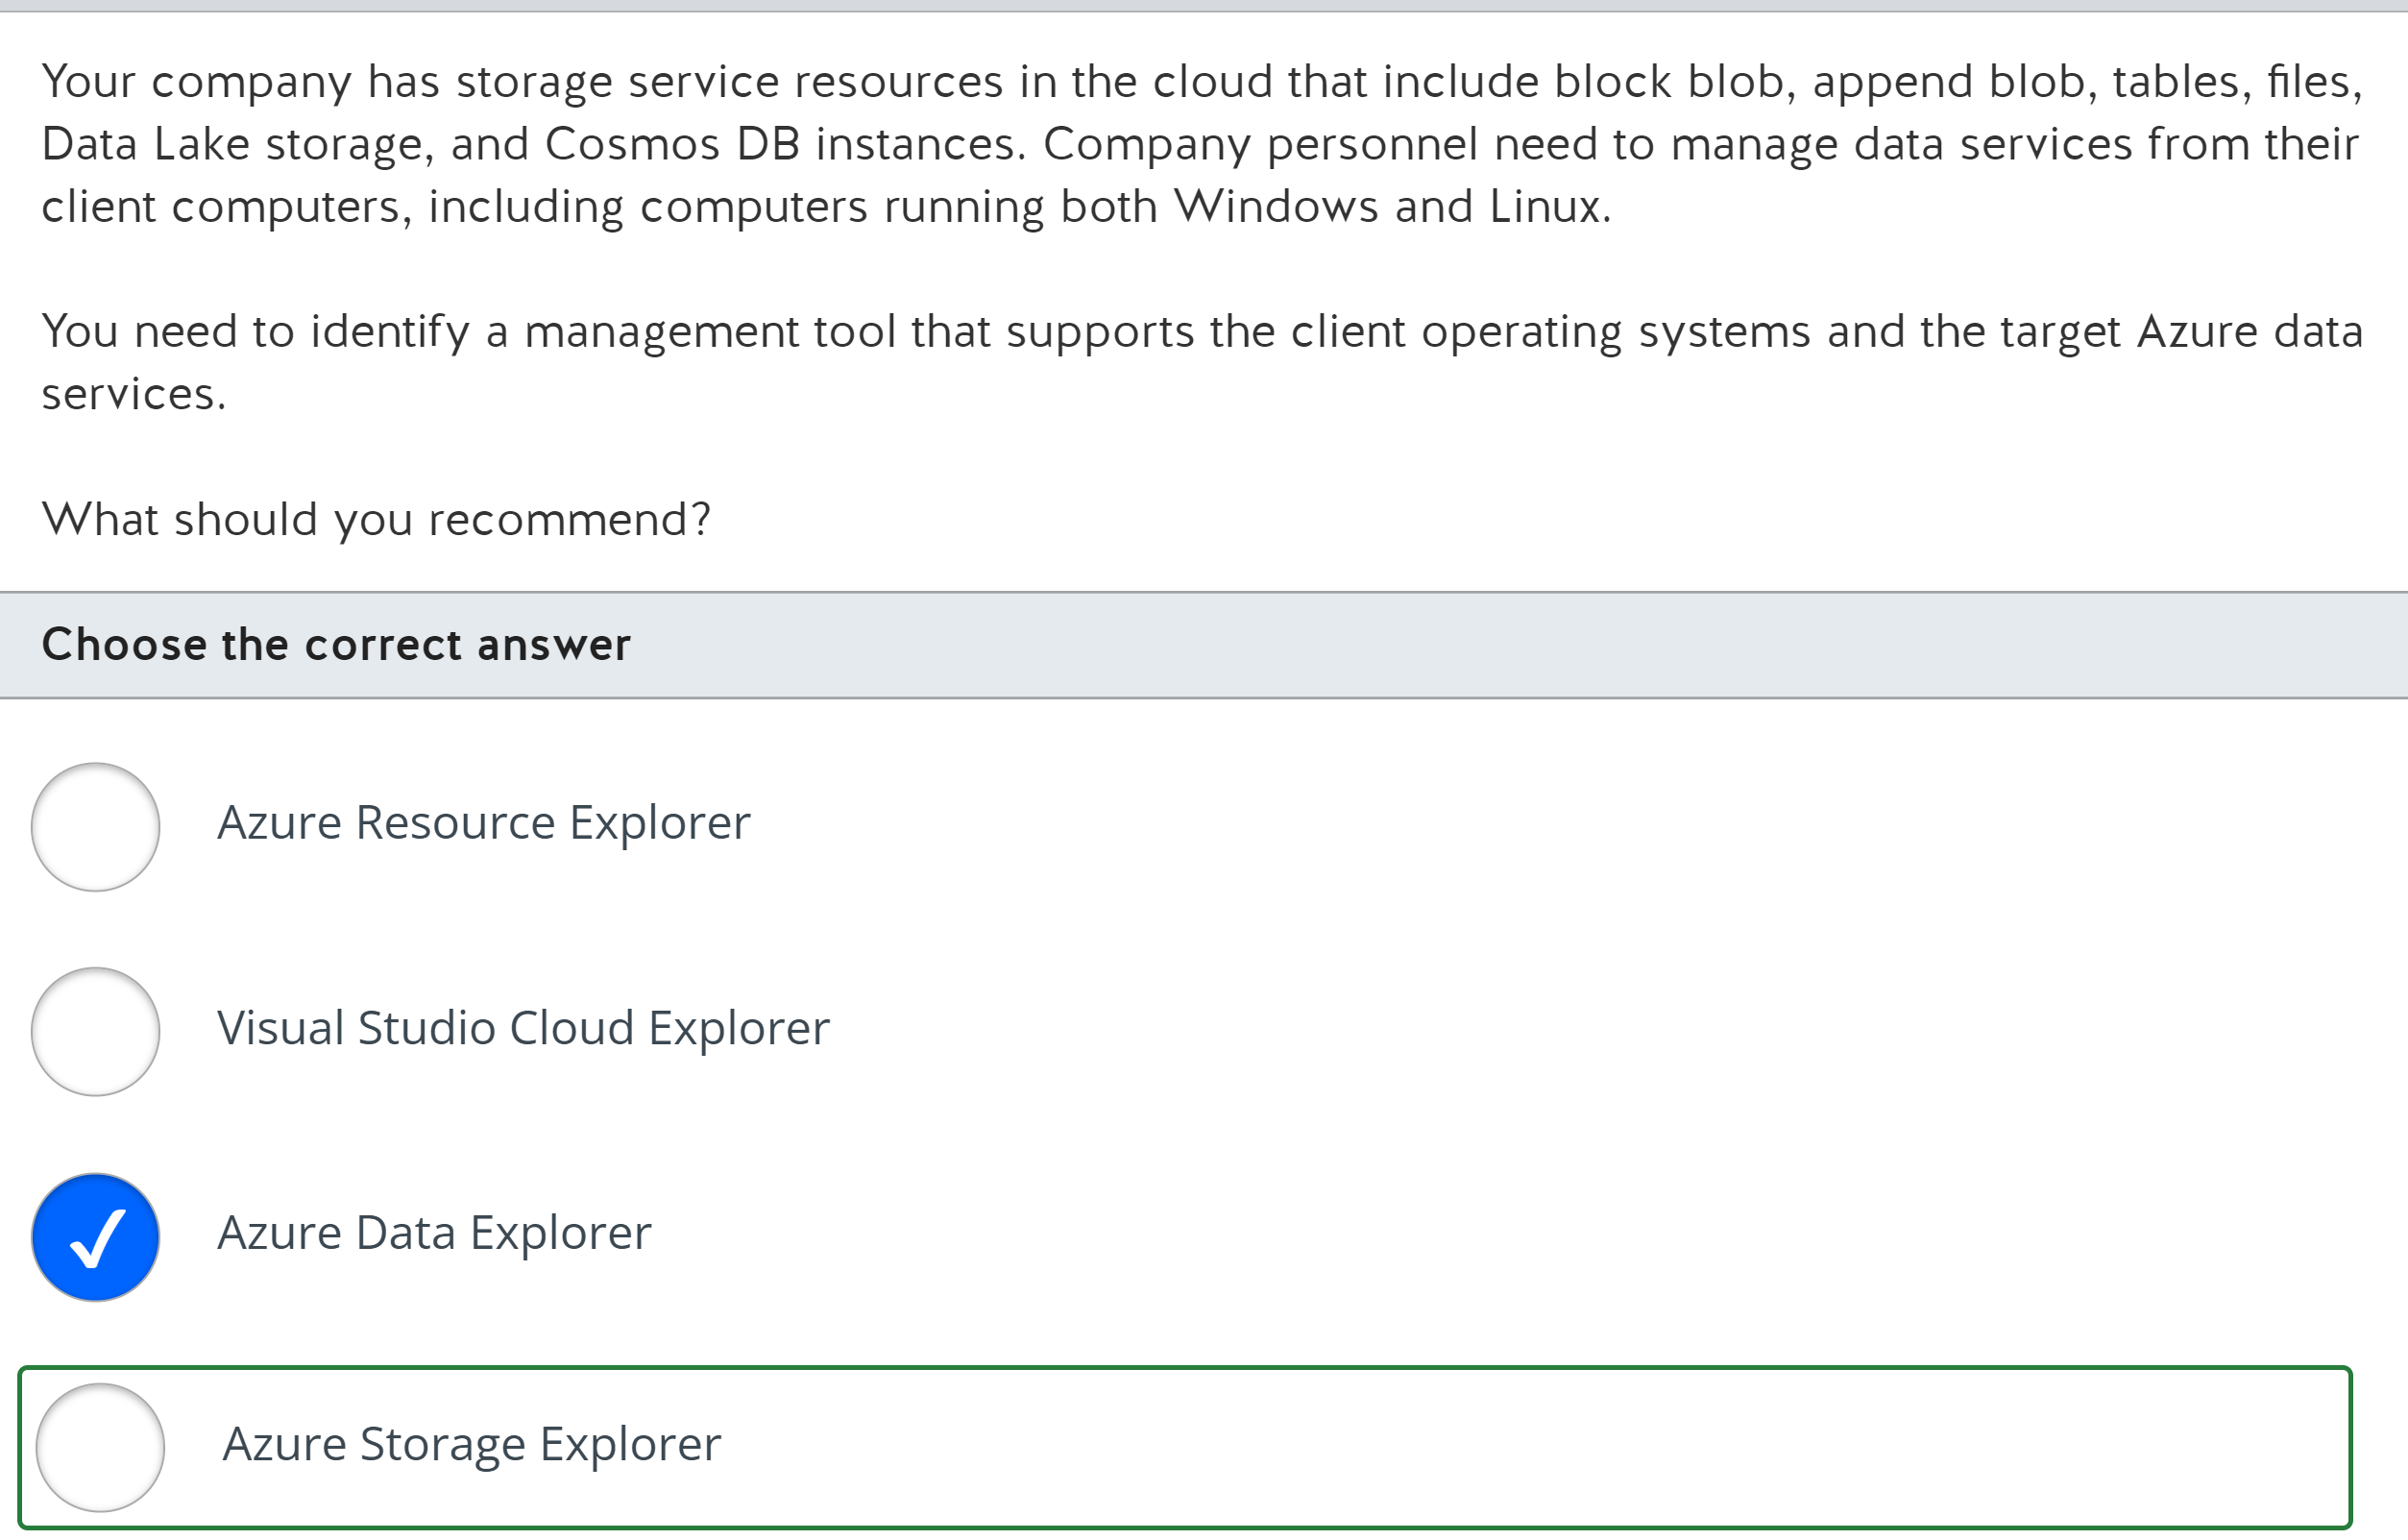 Your company has storage service resources in the cloud that include block blob, append blob, tables, files,
Data Lake storage, and Cosmos DB instances. Company personnel need to manage data services from their
client computers, including computers running both Windows and Linux.
You need to identify a management tool that supports the client operating systems and the target Azure data
services.
What should you recommend?
Choose the correct answer
Azure Resource Explorer
Visual Studio Cloud Explorer
Azure Data Explorer
Azure Storage Explorer